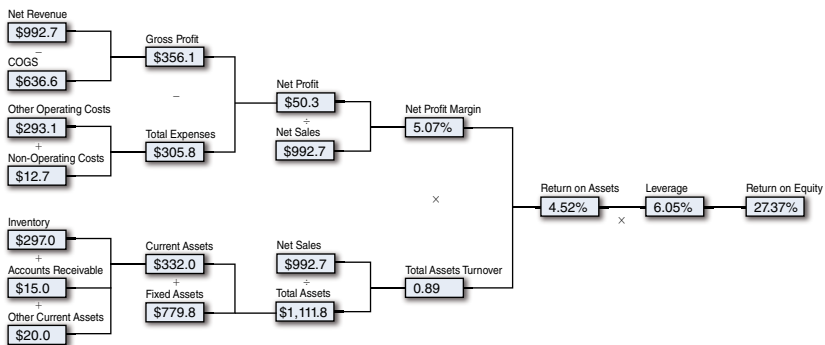 Net Revenue
$992.7
−
COGS
$636.6
Gross Profit
$356.1
−
Other Operating Costs
$293.1
+
Non-Operating Costs
$12.7
Total Expenses
$305.8
Net Profit
$50.3
÷
Net Sales
$992.7
Net Profit Margin
5.07%
×
Inventory
$297.0
+
Accounts Receivable
$15.0
+
Other Current Assets
$20.0
Current Assets
$332.0
+
Fixed Assets
$779.8
Net Sales
$992.7
÷
Total Assets
$1,111.8
Total Assets Turnover
0.89
Return on Assets
4.52%
×
Leverage
6.05%
Return on Equity
27.37%